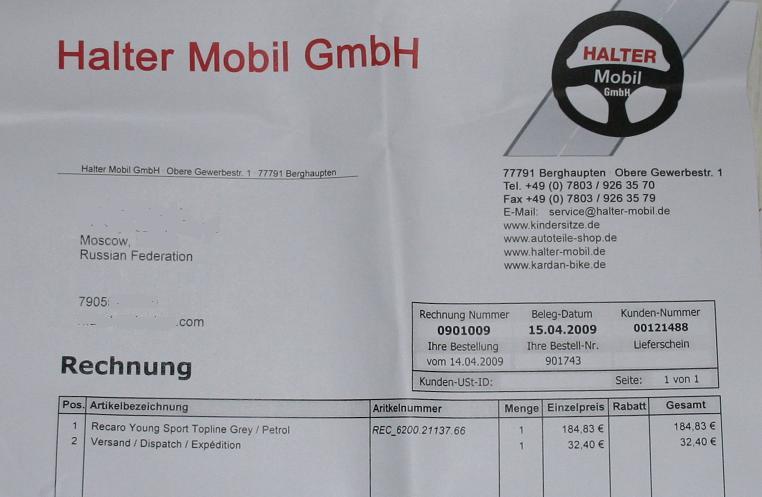 Halter Mobil GmbH
HALTER
Mobil
GmbH
Halter Mobil GmbH · Obere Gewerbestr. 1 · 77791 Berghaupten
77791 Berghaupten · Obere Gewerbestr. 1
Tel. +49 (0) 7803 / 926 35 70
Fax +49 (0) 7803 / 926 35 79
E-Mail: service@halter-mobil.de
www.kindersitze.de
www.autoteile-shop.de
www.halter-mobil.de
www.kardan-bike.de
Moscow,
Russian Federation
7905
.com
Rechnung Nummer Beleg-Datum Kunden-Nummer
0901009 15.04.2009 00121488
Ihre Bestellung Ihre Bestell-Nr. Lieferschein
vom 14.04.2009 901743
Kunden-USt-ID: Seite: 1 von 1
Rechnung
Pos. Artikelbezeichnung Aritkelnummer Menge Einzelpreis Rabatt Gesamt
1 Recaro Young Sport Topline Grey / Petrol REC_6200.21137.66 1 184,83 € 184,83 €
2 Versand / Dispatch / Expédition 1 32,40 € 32,40 €